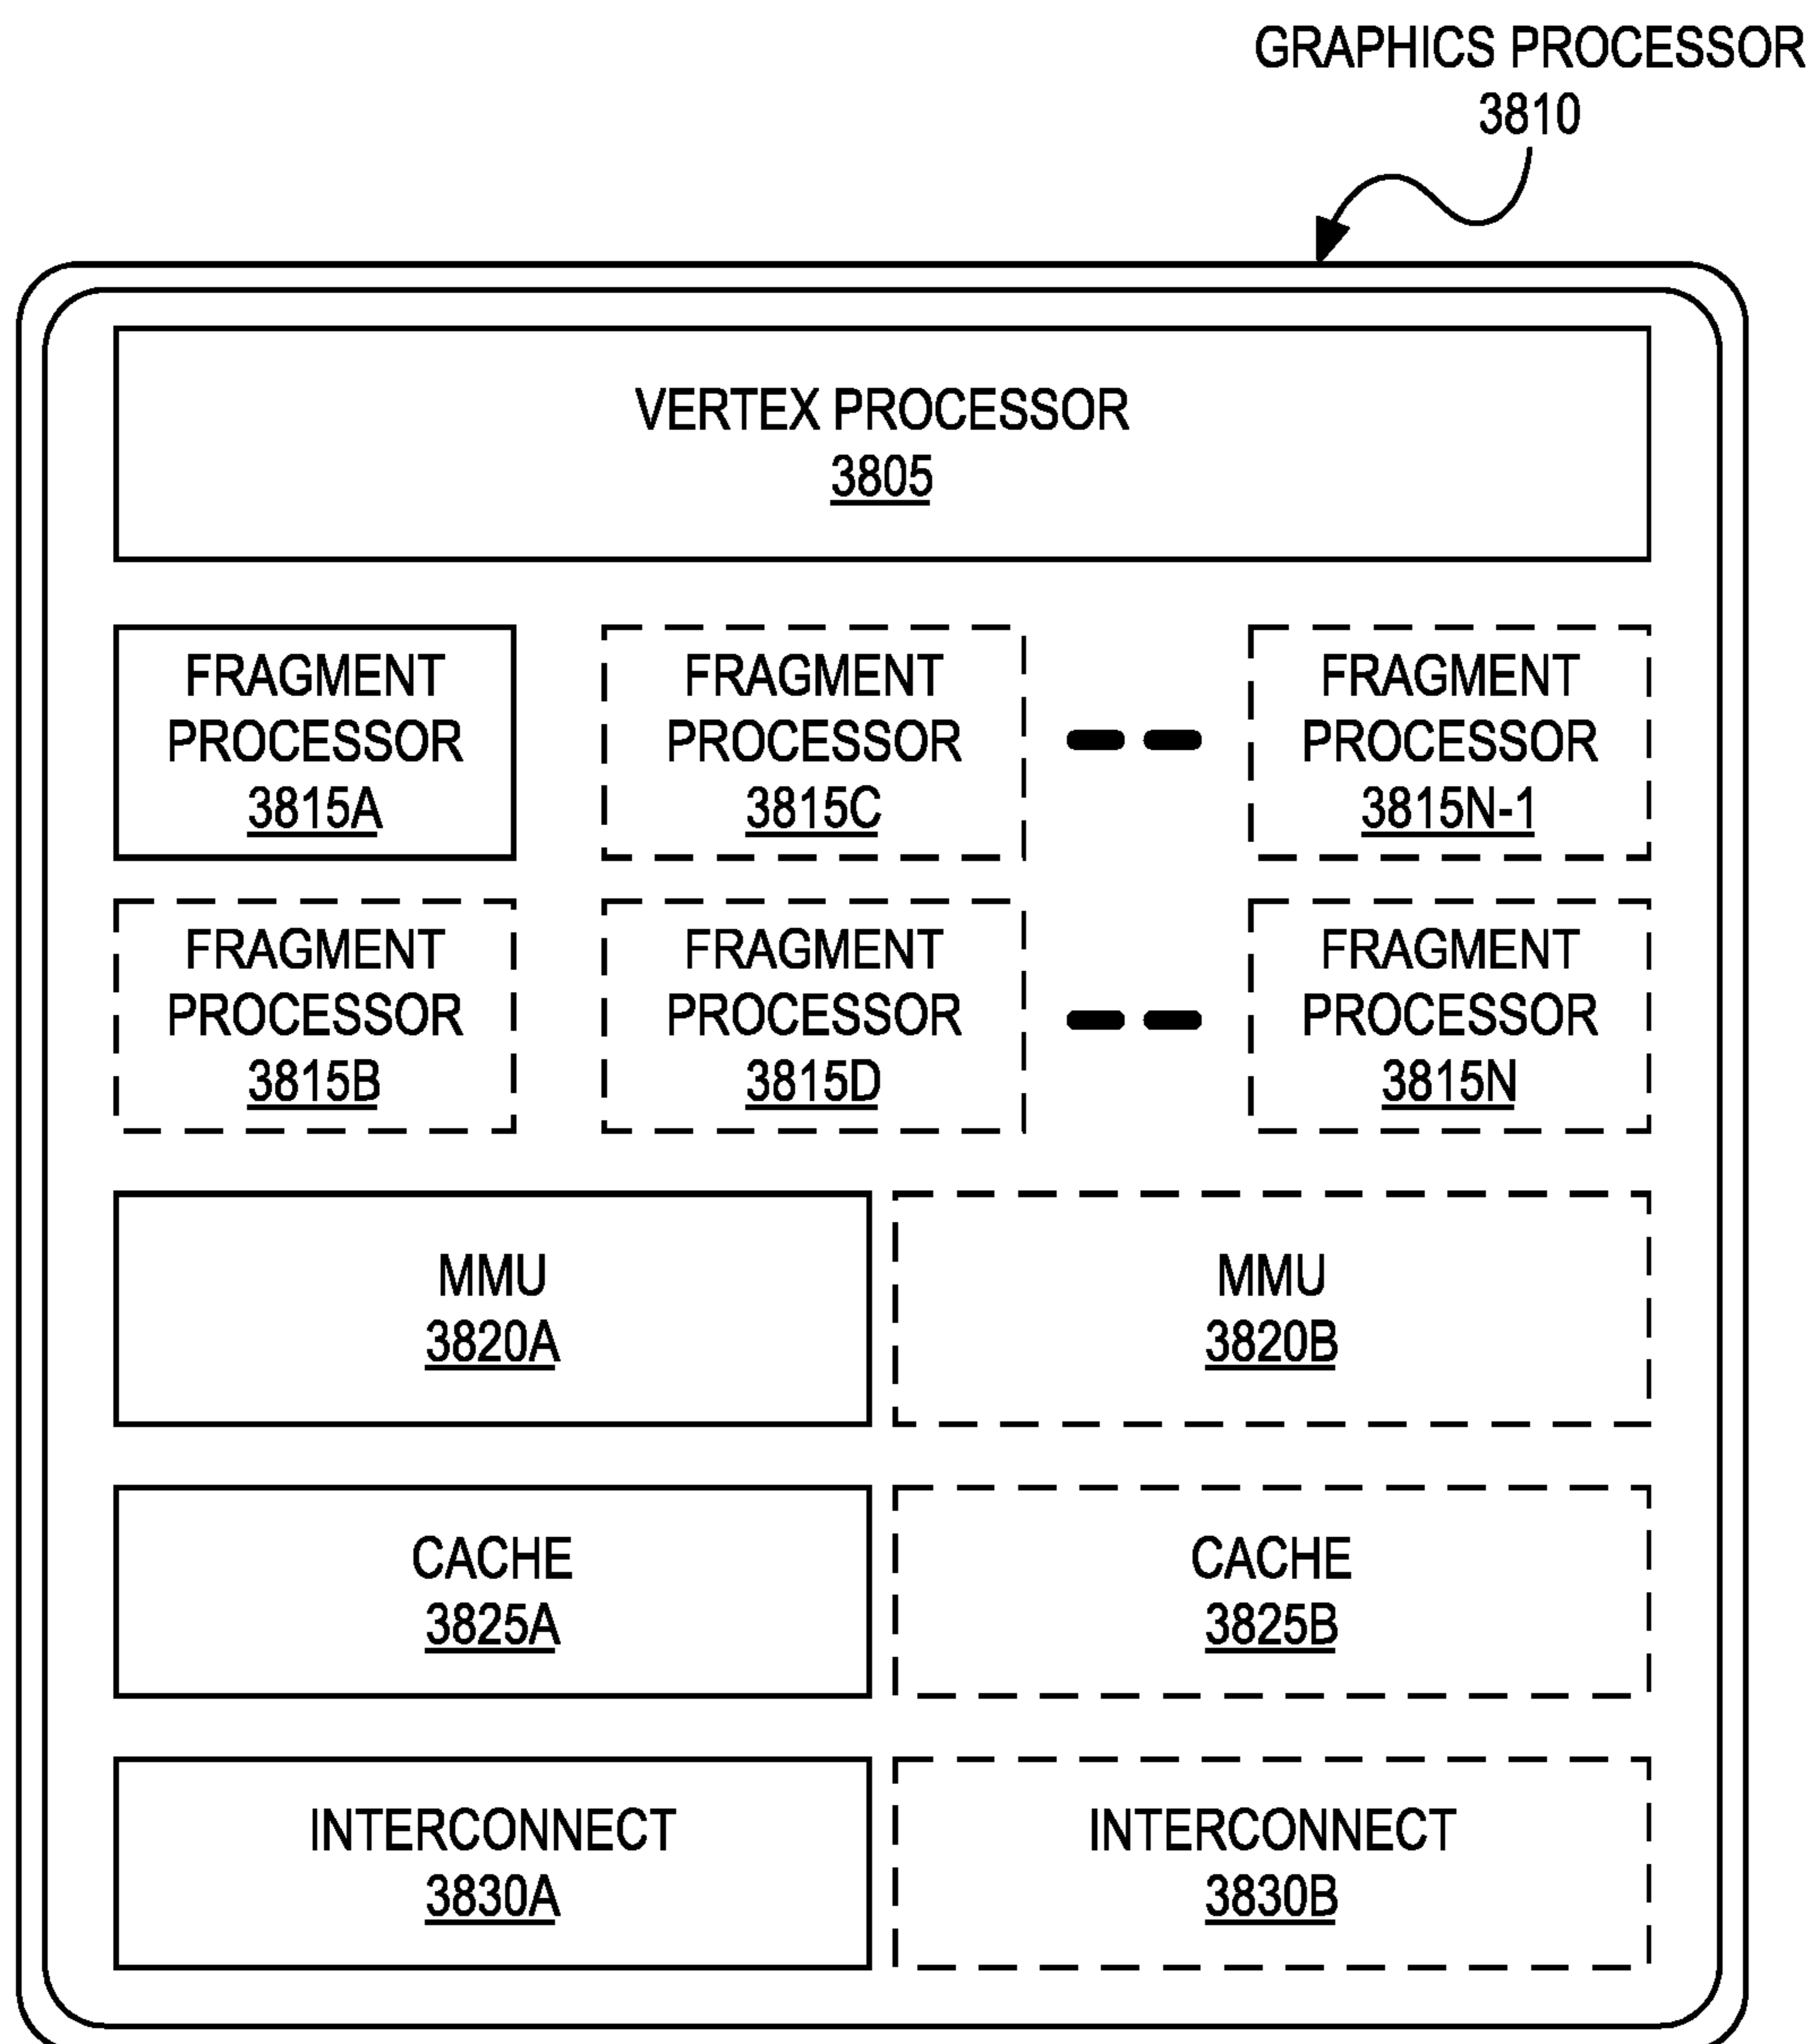 GRAPHICS PROCESSOR
3810
VERTEX PROCESSOR
3805
FRAGMENT
PROCESSOR
3815A
FRAGMENT
PROCESSOR
3815C
FRAGMENT
PROCESSOR
3815N-1
FRAGMENT
PROCESSOR
3815B
FRAGMENT
PROCESSOR
3815D
FRAGMENT
PROCESSOR
3815N
MMU
3820A
MMU
3820B
CACHE
3825A
CACHE
3825B
INTERCONNECT
3830A
INTERCONNECT
3830B